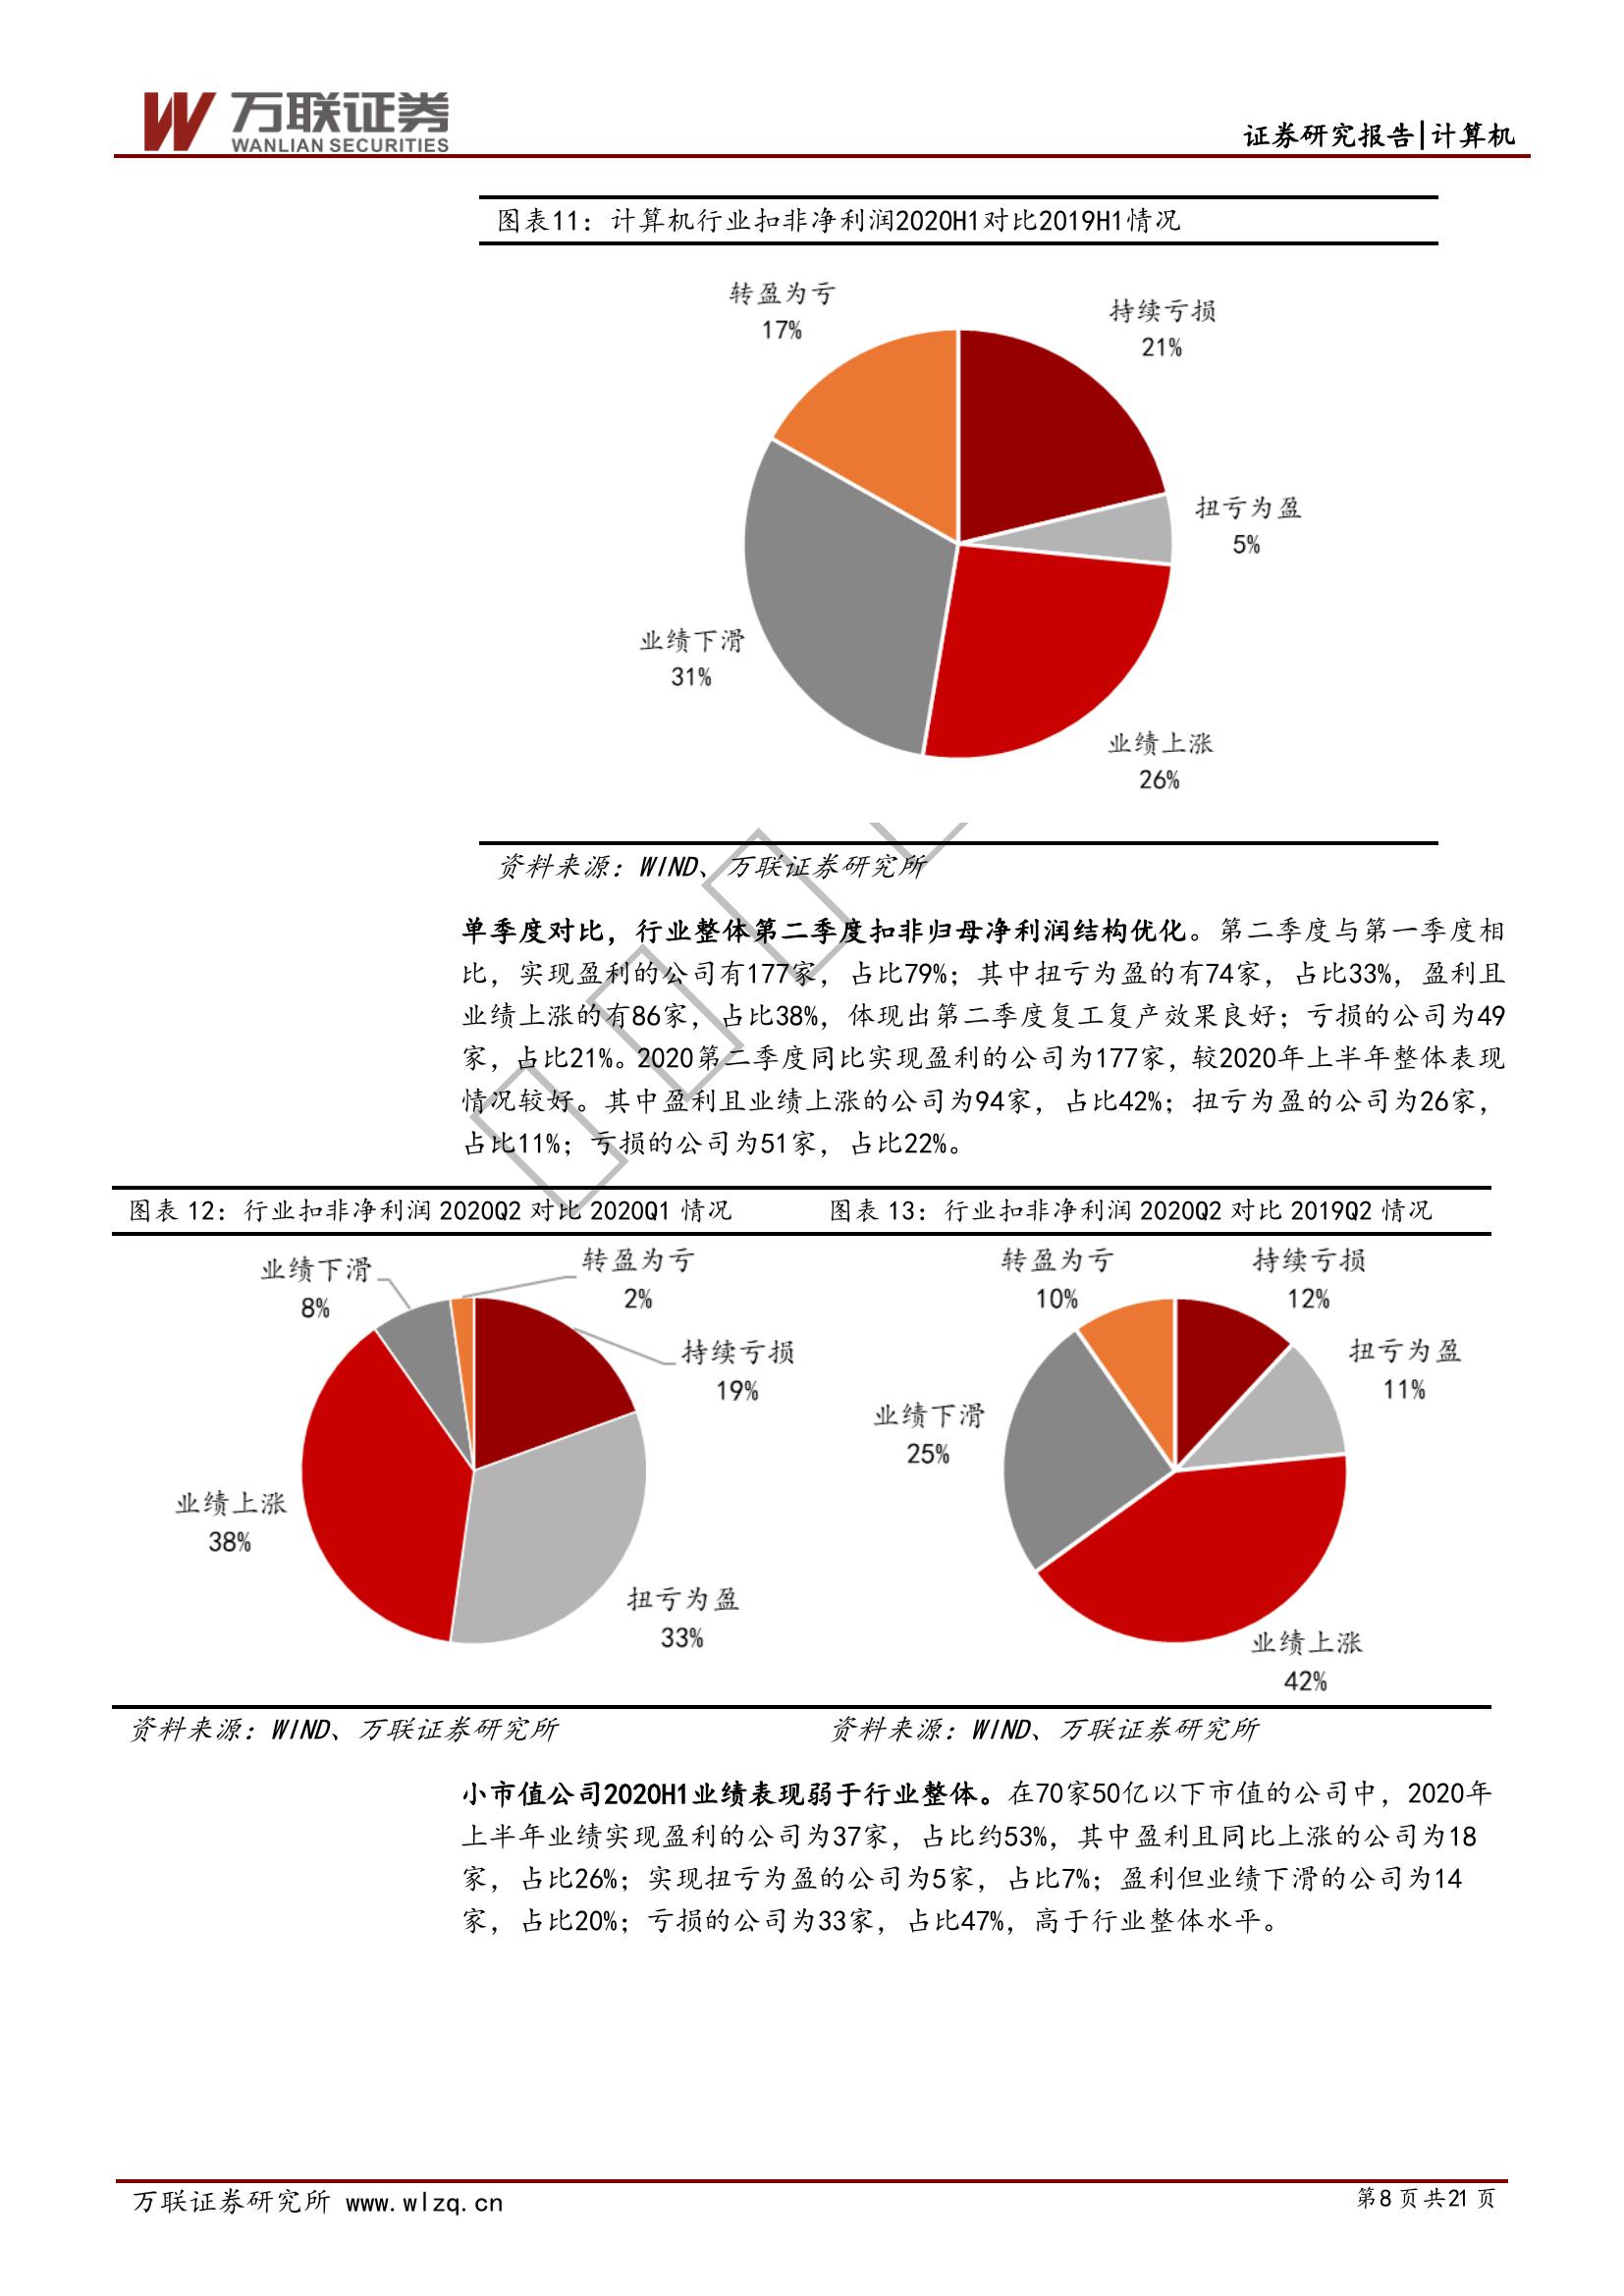 万联证券
WANLIAN SECURITIES
证券研究报告|计算机
图表11：计算机行业扣非净利润2020H1对比2019H1情况
转盈为亏
17%
持续亏损
21%
扭亏为盈
5%
业绩下滑
31%
业绩上涨
26%
资料来源：WIND、万联证券研究所
单季度对比，行业整体第二季度扣非归母净利润结构优化。第二季度与第一季度相
比，实现盈利的公司有177家，占比79%；其中扭亏为盈的有74家，占比33%，盈利且
业绩上涨的有86家，占比38%，体现出第二季度复工复产效果良好；亏损的公司为49
家，占比21%。2020第二季度同比实现盈利的公司为177家，较2020年上半年整体表现
情况较好。其中盈利且业绩上涨的公司为94家，占比42%；扭亏为盈的公司为26家，
占比11%；亏损的公司为51家，占比22%。
图表 12：行业扣非净利润 2020Q2 对比 2020Q1 情况
业绩下滑
8%
转盈为亏
2%
持续亏损
19%
业绩上涨
38%
扭亏为盈
33%
资料来源：WIND、万联证券研究所
图表 13：行业扣非净利润 2020Q2 对比 2019Q2 情况
转盈为亏
10%
持续亏损
12%
扭亏为盈
11%
业绩下滑
25%
业绩上涨
42%
资料来源：WIND、万联证券研究所
小市值公司2020H1业绩表现弱于行业整体。在70家50亿以下市值的公司中，2020年
上半年业绩实现盈利的公司为37家，占比约53%，其中盈利且同比上涨的公司为18
家，占比26%；实现扭亏为盈的公司为5家，占比7%；盈利但业绩下滑的公司为14
家，占比20%；亏损的公司为33家，占比47%，高于行业整体水平。
万联证券研究所 www.wlzq.cn
第8 页 共21 页